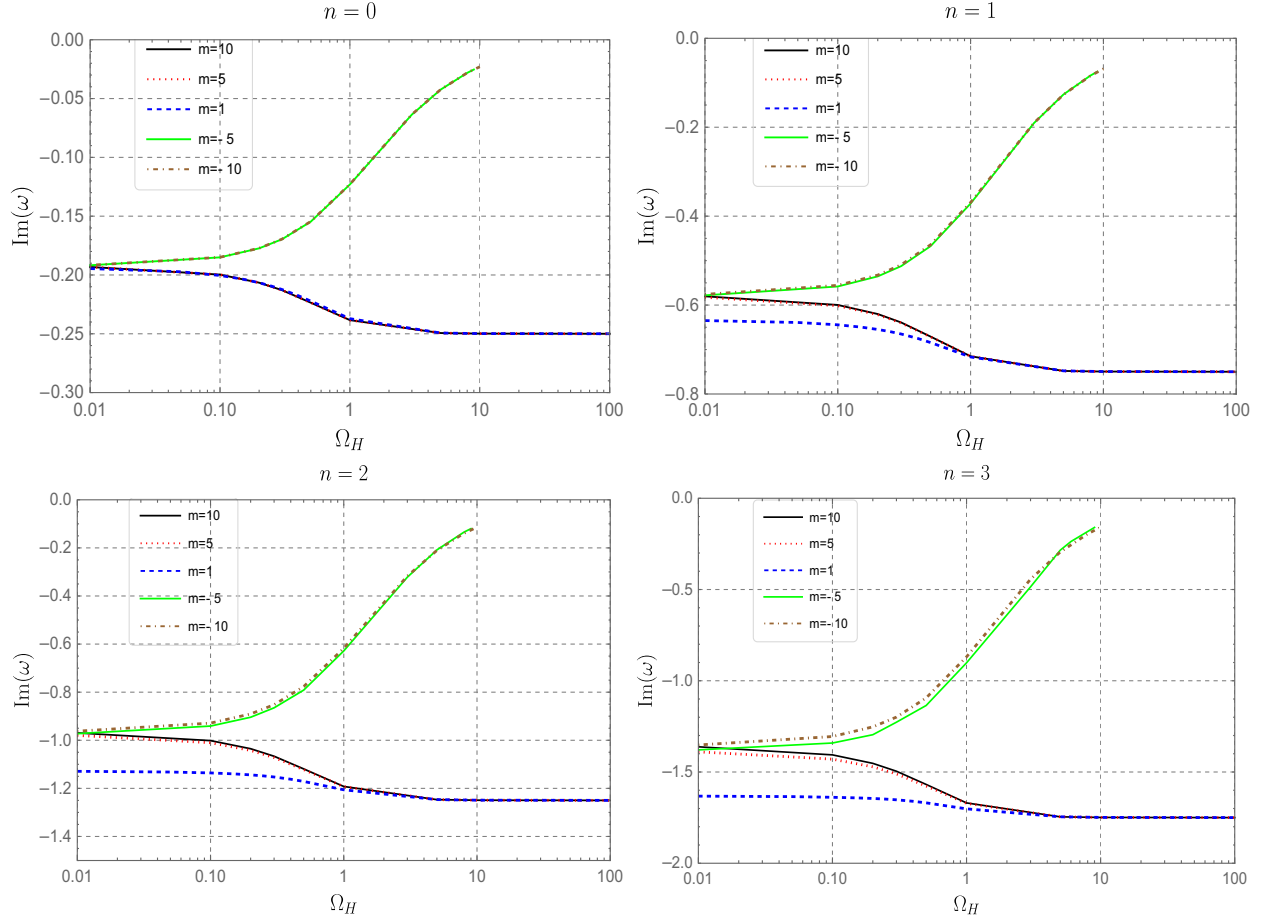 n = 0
0.00
−0.05
−0.10
−0.15
−0.20
−0.25
−0.30
Im(ω)
m=10
m=5
m=1
m=- 5
m=- 10
0.01 0.10 1 10 100
Ω_H
n = 1
0.0
−0.2
−0.4
−0.6
−0.8
Im(ω)
m=10
m=5
m=1
m=- 5
m=- 10
0.01 0.10 1 10 100
Ω_H
n = 2
0.0
−0.2
−0.4
−0.6
−0.8
−1.0
−1.2
−1.4
Im(ω)
m=10
m=5
m=1
m=- 5
m=- 10
0.01 0.10 1 10 100
Ω_H
n = 3
0.0
−0.5
−1.0
−1.5
−2.0
Im(ω)
m=10
m=5
m=1
m=- 5
m=- 10
0.01 0.10 1 10 100
Ω_H